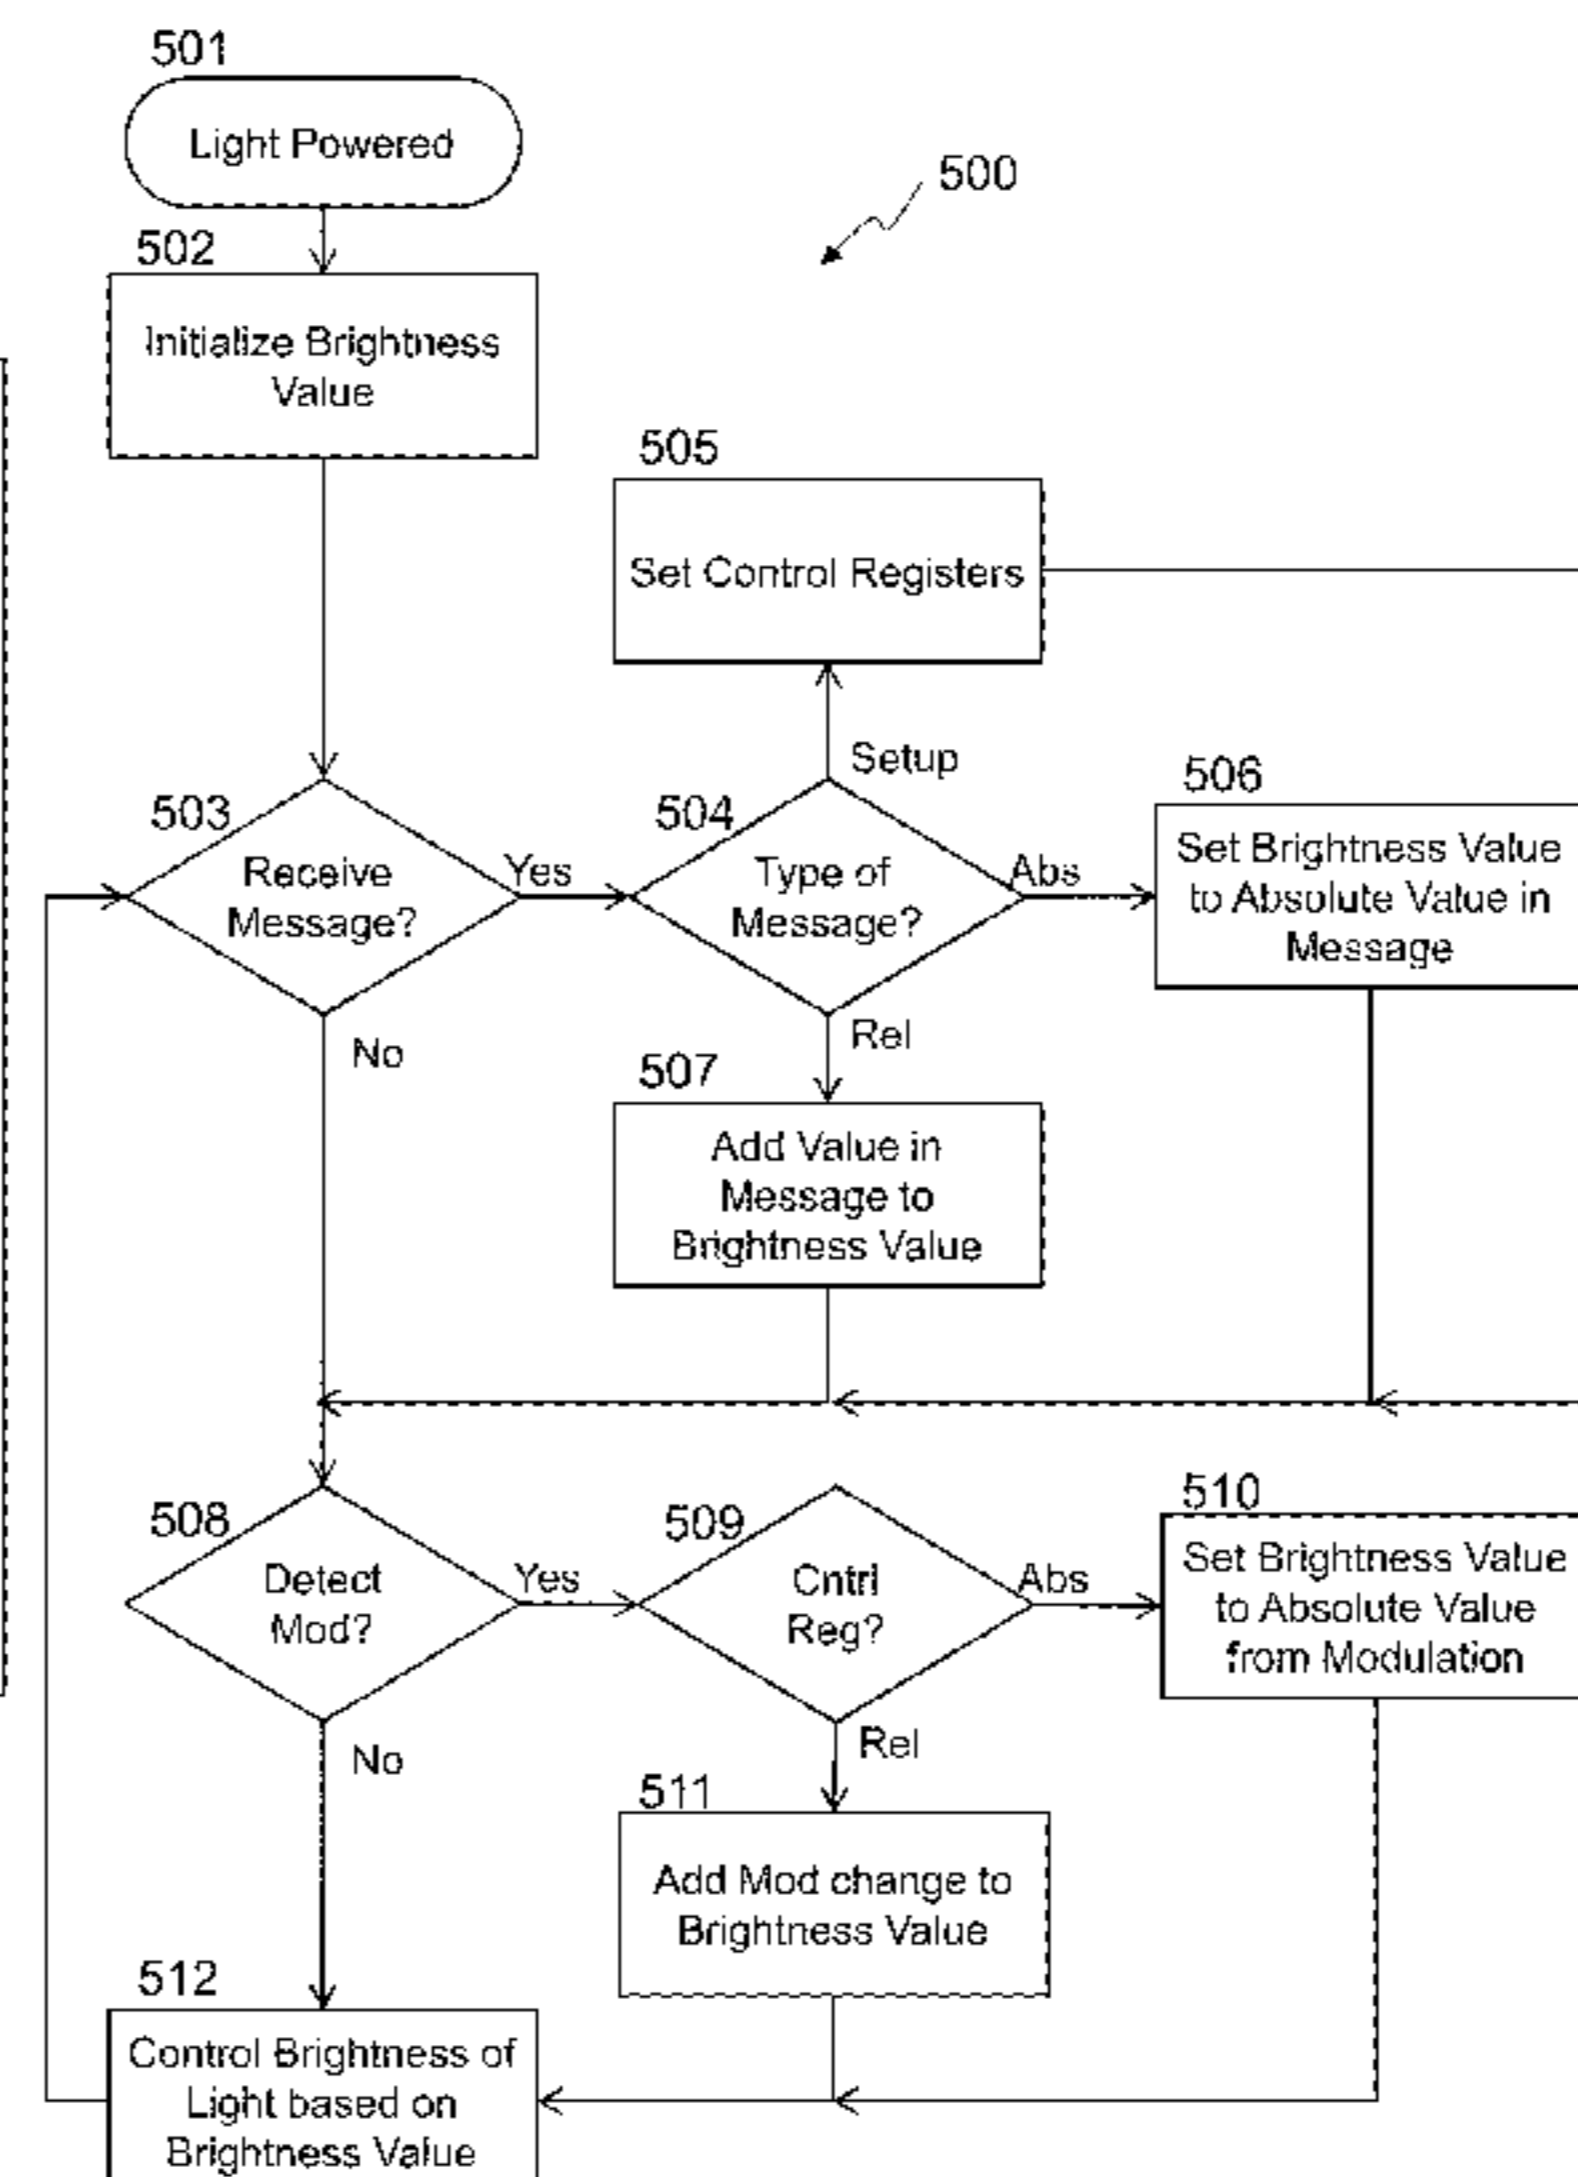 501
Light Powered
500
502
Initialize Brightness
Value
505
Set Control Registers
Setup
503
Receive
Message?
Yes
No
504
Type of
Message?
Abs
Rel
506
Set Brightness Value
to Absolute Value in
Message
507
Add Value in
Message to
Brightness Value
508
Detect
Mod?
Yes
No
509
Cntrl
Reg?
Abs
Rel
510
Set Brightness Value
to Absolute Value
from Modulation
511
Add Mod change to
Brightness Value
512
Control Brightness of
Light based on
Brightness Value